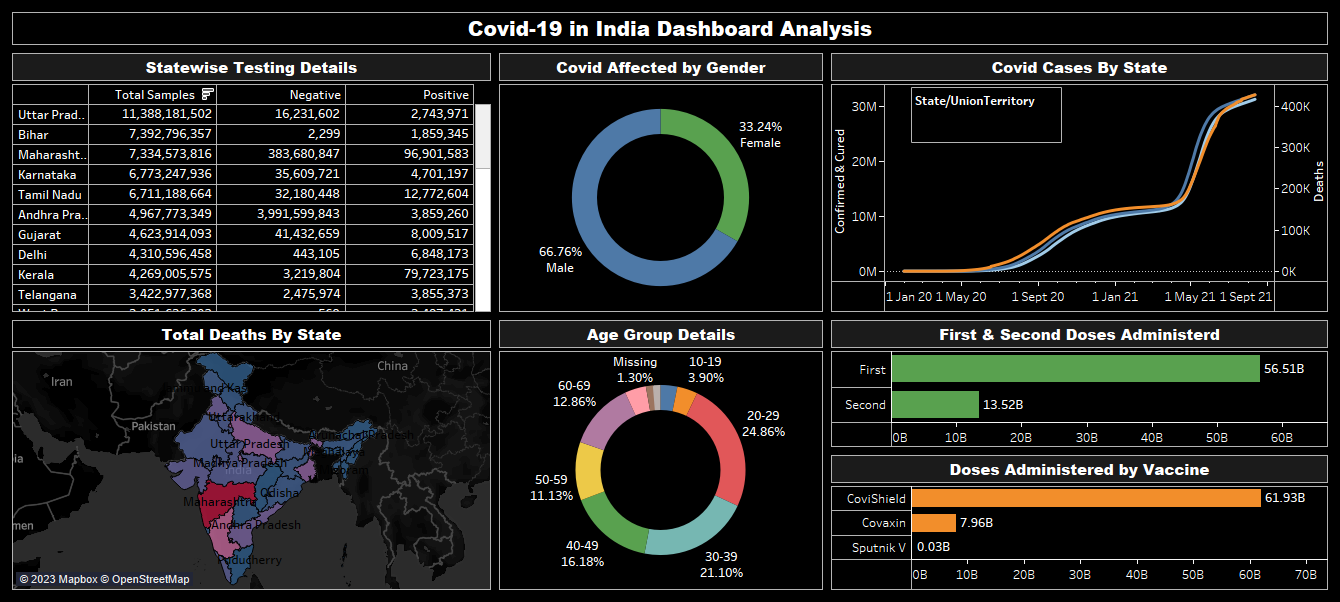 Covid-19 in India Dashboard Analysis
Statewise Testing Details
Total Samples Negative Positive
Uttar Prad.. 11,388,181,502 16,231,602 2,743,971
Bihar 7,392,796,357 2,299 1,859,345
Maharasht.. 7,334,573,816 383,680,847 96,901,583
Karnataka 6,773,247,936 35,609,721 4,701,197
Tamil Nadu 6,711,188,664 32,180,448 12,772,604
Andhra Pra.. 4,967,773,349 3,991,599,843 3,859,260
Gujarat 4,623,914,093 41,432,659 8,009,517
Delhi 4,310,596,458 443,105 6,848,173
Kerala 4,269,005,575 3,219,804 79,723,175
Telangana 3,422,977,368 2,475,974 3,855,373
Covid Affected by Gender
33.24%
Female
66.76%
Male
Covid Cases By State
State/UnionTerritory
Confirmed & Cured
30M
20M
10M
0M
400K
300K
200K
100K
0K
Deaths
1 Jan 20 1 May 20 1 Sept 20 1 Jan 21 1 May 21 1 Sept 21
Total Deaths By State
China
Iran
Pakistan
Uttarakhand
Arunachal Pradesh
Uttar Pradesh
Meghalaya
Madhya Pradesh
India
Mizoram
Odisha
Maharashtra
Andhra Pradesh
Puducherry
© 2023 Mapbox © OpenStreetMap
Age Group Details
Missing
1.30%
10-19
3.90%
60-69
12.86%
20-29
24.86%
50-59
11.13%
40-49
16.18%
30-39
21.10%
First & Second Doses Administerd
First 56.51B
Second 13.52B
0B 10B 20B 30B 40B 50B 60B
Doses Administered by Vaccine
CoviShield 61.93B
Covaxin 7.96B
Sputnik V 0.03B
0B 10B 20B 30B 40B 50B 60B 70B